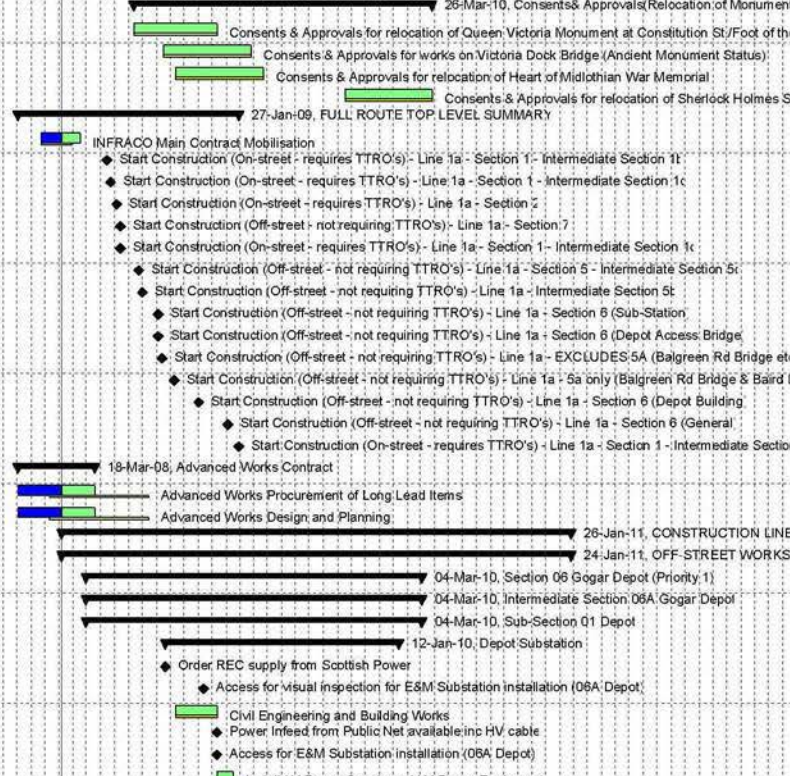 26-Mar-10, Consents& Approvals(Relocation of Monument
Consents & Approvals for relocation of Queen Victoria Monument at Constitution St./Foot of th
Consents & Approvals for works on Victoria Dock Bridge (Ancient Monument Status)
Consents & Approvals for relocation of Heart of Midlothian War Memorial
Consents & Approvals for relocation of Sherlock Holmes S
27-Jan-09, FULL ROUTE TOP LEVEL SUMMARY
INFRACO Main Contract Mobilisation
Start Construction (On-street - requires TTRO's) - Line 1a - Section 1 - Intermediate Section 1b
Start Construction (On-street - requires TTRO's) - Line 1a - Section 1 - Intermediate Section 1c
Start Construction (On-street - requires TTRO's) - Line 1a - Section 2
Start Construction (Off-street - not requiring TTRO's) - Line 1a - Section 7
Start Construction (On-street - requires TTRO's) - Line 1a - Section 1 - Intermediate Section
Start Construction (Off-street - not requiring TTRO's) - Line 1a - Section 5 - Intermediate Section 5c
Start Construction (Off-street - not requiring TTRO's) - Line 1a - Intermediate Section 5b
Start Construction (Off-street - not requiring TTRO's) - Line 1a - Section 6 (Sub-Station
Start Construction (Off-street - not requiring TTRO's) - Line 1a - Section 6 (Depot Access Bridge
Start Construction (Off-street - not requiring TTRO's) - Line 1a - EXCLUDES 5A (Balgreen Rd Bridge et
Start Construction (Off-street - not requiring TTRO's) - Line 1a - 5a only (Balgreen Rd Bridge & Baird
Start Construction (Off-street - not requiring TTRO's) - Line 1a - Section 6 (Depot Building
Start Construction (Off-street - not requiring TTRO's) - Line 1a - Section 6 (General
Start Construction (On-street - requires TTRO's) - Line 1a - Section 1 - Intermediate Sectio
18-Mar-08, Advanced Works Contract
Advanced Works Procurement of Long Lead Items
Advanced Works Design and Planning
26-Jan-11, CONSTRUCTION LINE
24-Jan-11, OFF-STREET WORKS
04-Mar-10, Section 06 Gogar Depot (Priority 1)
04-Mar-10, Intermediate Section 06A Gogar Depot
04-Mar-10, Sub-Section 01 Depot
12-Jan-10, Depot Substation
Order REC supply from Scottish Power
Access for visual inspection for E&M Substation installation (06A Depot)
Civil Engineering and Building Works
Power Infeed from Public Net available inc HV cable
Access for E&M Substation installation (06A Depot)